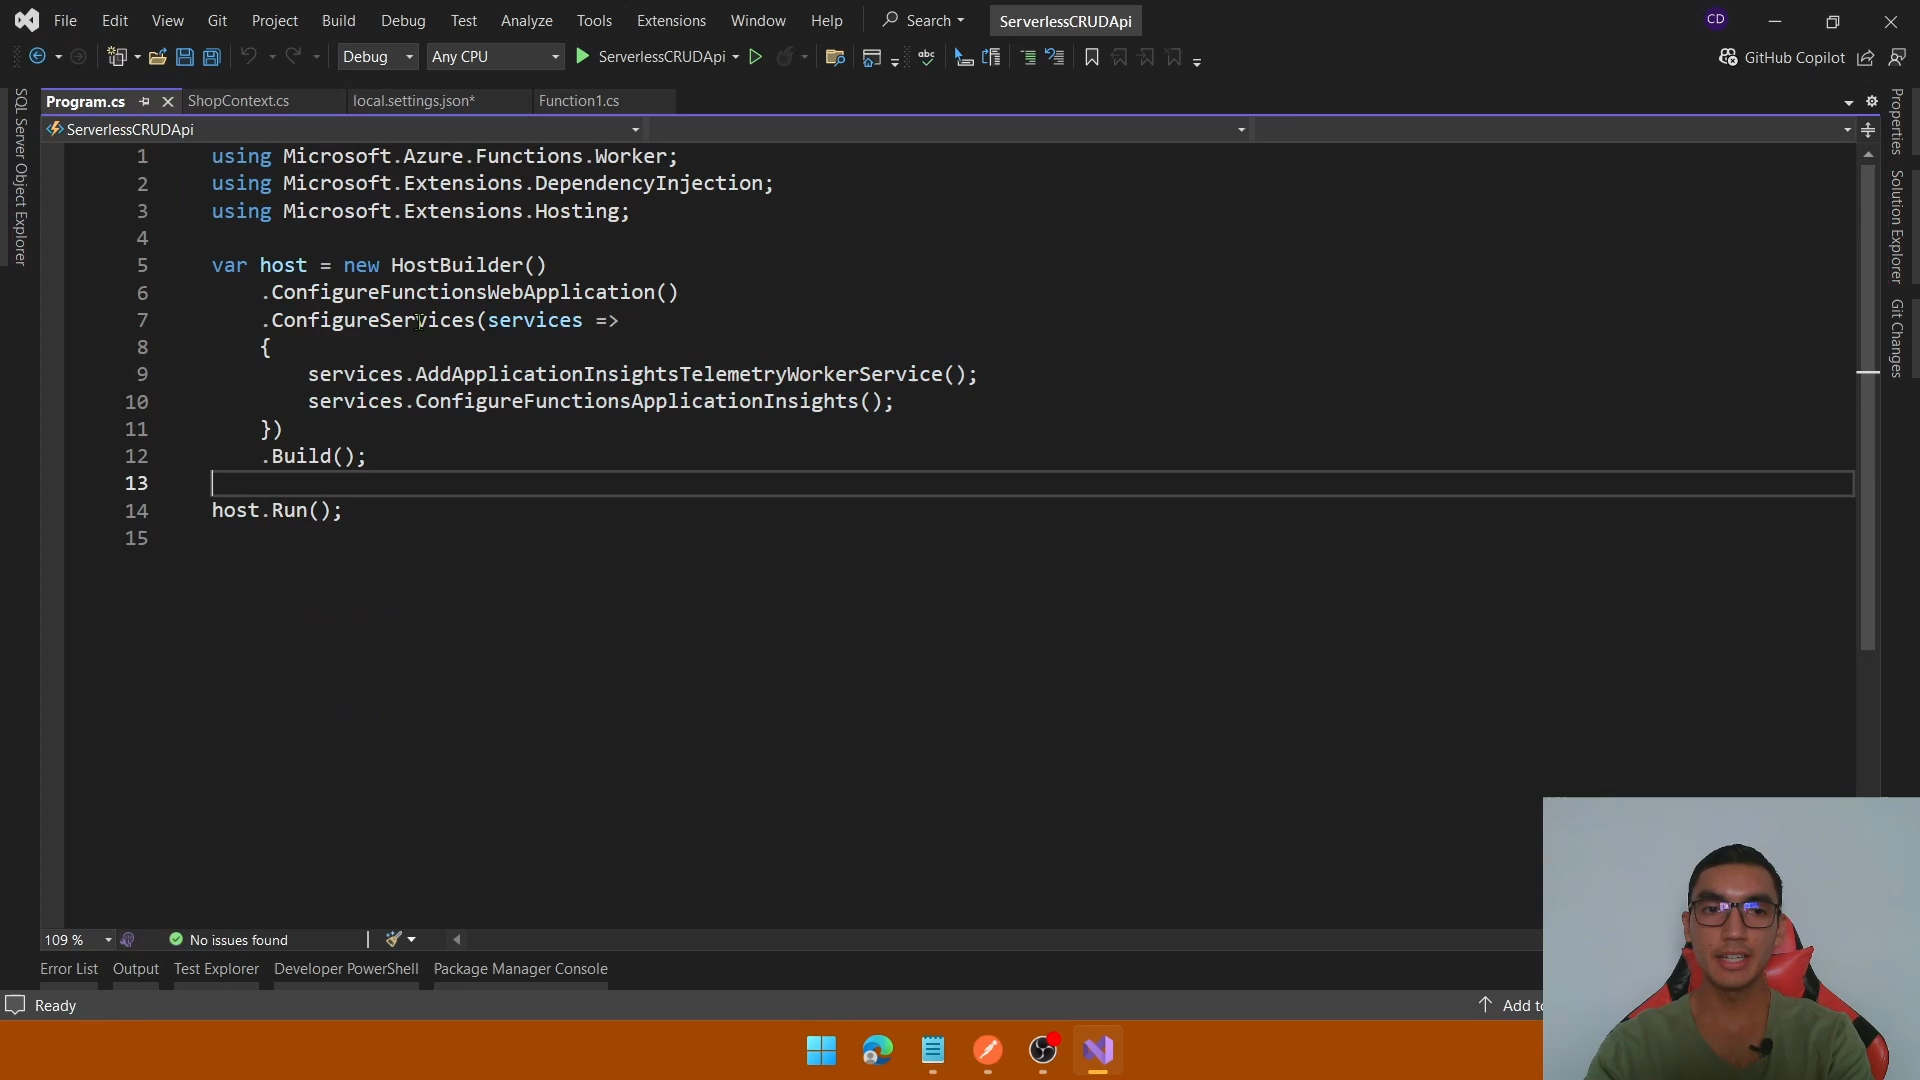 File Edit View Git Project Build Debug Test Analyze Tools Extensions Window Help Search ServerlessCRUDApi CD
Debug Any CPU ServerlessCRUDApi abc GitHub Copilot
Program.cs ShopContext.cs local.settings.json* Function1.cs
ServerlessCRUDApi
SQL Server Object Explorer
Properties
Solution Explorer
Git Changes
1 using Microsoft.Azure.Functions.Worker;
2 using Microsoft.Extensions.DependencyInjection;
3 using Microsoft.Extensions.Hosting;
4
5 var host = new HostBuilder()
6 .ConfigureFunctionsWebApplication()
7 .ConfigureServices(services =>
8 {
9 services.AddApplicationInsightsTelemetryWorkerService();
10 services.ConfigureFunctionsApplicationInsights();
11 })
12 .Build();
13
14 host.Run();
15
109 % No issues found
Error List Output Test Explorer Developer PowerShell Package Manager Console
Ready Add to